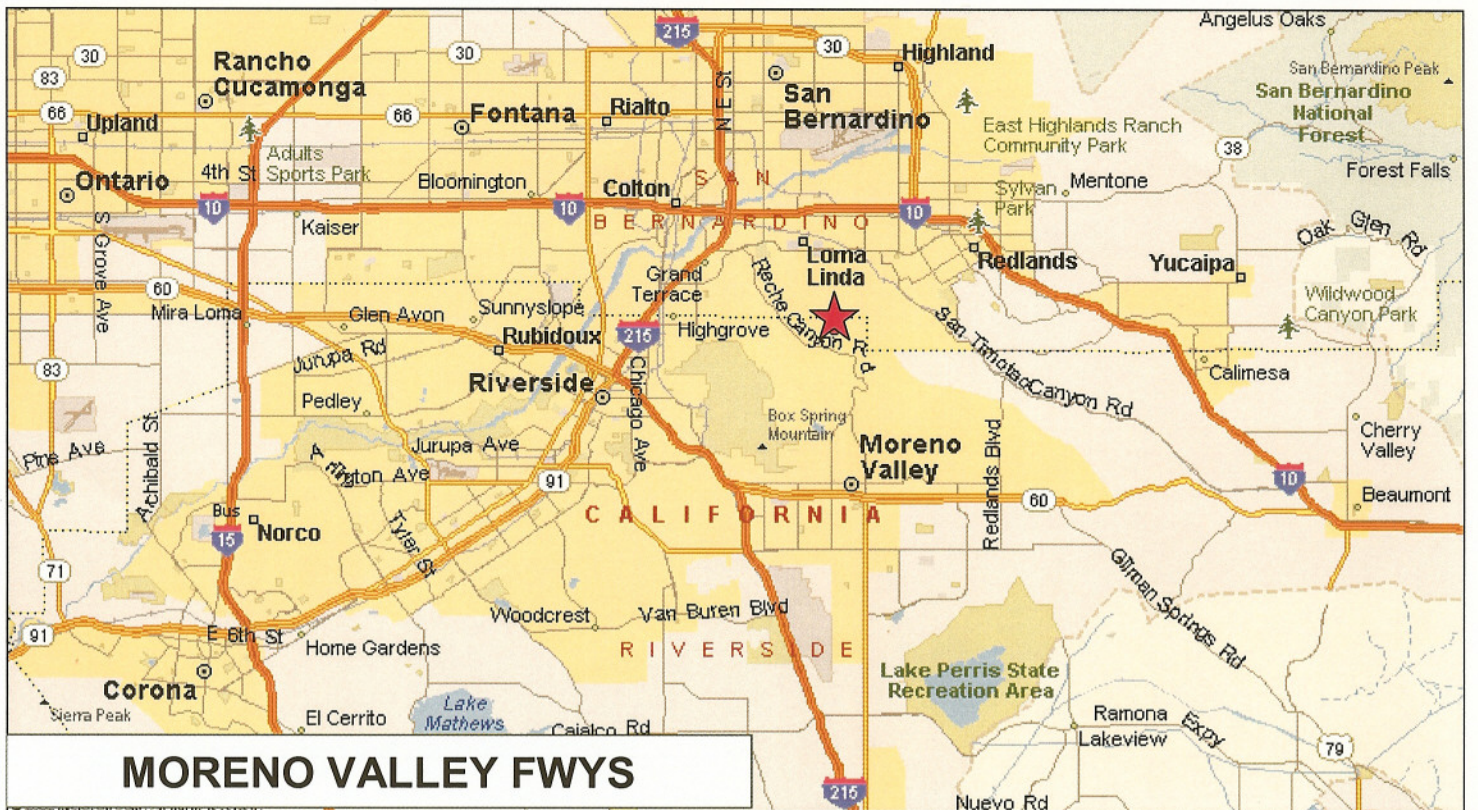 215
30
Highland
Angelus Oaks
30
30
Rancho
Cucamonga
83
N E St
San
Bernardino
San Bernardino Peak
San Bernardino
National
Forest
66
Upland
66
Fontana
Rialto
East Highlands Ranch
Community Park
38
Forest Falls
Adults
Sports Park
4th St
Ontario
Bloomington
Colton
SAN
BERNARDINO
Sylvan
Park
Mentone
10
10
10
Kaiser
S Grove Ave
Loma
Linda
Redlands
Yucaipa
Oak Glen Rd
Grand
Terrace
Reche Canyon Rd
60
Mira Loma
Glen Avon
Sunnyslope
Rubidoux
215
Highgrove
San Timoteo Canyon Rd
Wildwood
Canyon Park
Jurupa Rd
83
Riverside
Chicago Ave
Calimesa
Pedley
Box Spring
Mountain
Moreno
Valley
Redlands Blvd
Cherry
Valley
Pine Ave
Archibald St
Jurupa Ave
Arlington Ave
91
10
60
Beaumont
CALIFORNIA
Bus
15
Norco
Tyler St
71
Gilman Springs Rd
Woodcrest
Van Buren Blvd
91
E 6th St
Home Gardens
RIVERSIDE
Corona
Lake Perris State
Recreation Area
Sierra Peak
El Cerrito
Lake
Mathews
Cajalco Rd
Ramona Expy
Lakeview
79
MORENO VALLEY FWYS
215
Nuevo Rd